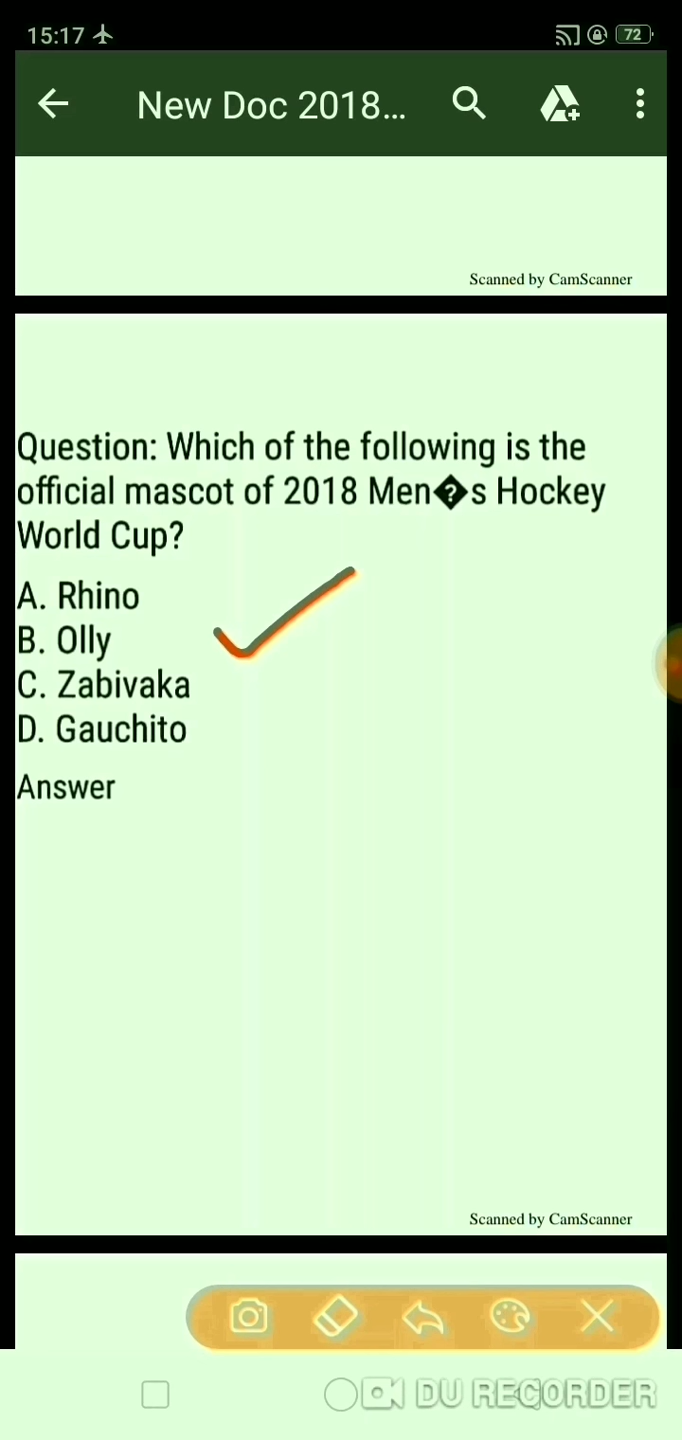 15:17
72
New Doc 2018...
Scanned by CamScanner
Question: Which of the following is the
official mascot of 2018 Men�s Hockey
World Cup?
A. Rhino
B. Olly
C. Zabivaka
D. Gauchito
Answer
Scanned by CamScanner
DU RECORDER